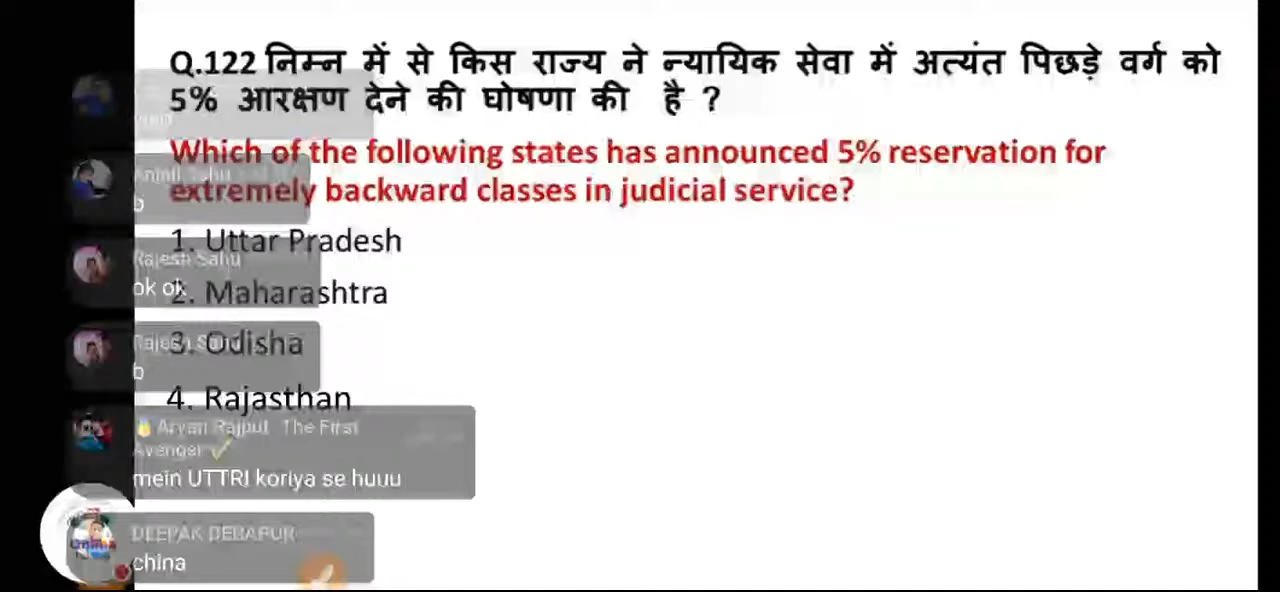 Q.122 निम्न में से किस राज्य ने न्यायिक सेवा में अत्यंत पिछड़े वर्ग को
5% आरक्षण देने की घोषणा की है ?
Which of the following states has announced 5% reservation for
extremely backward classes in judicial service?
1. Uttar Pradesh
2. Maharashtra
3. Odisha
4. Rajasthan
b
Rajesh Sahu
ok ok
Rajesh Sahu
b
Aryan Rajput The First
Avenger
mein UTTRI koriya se huuu
DEEPAK DEBAPUR
china